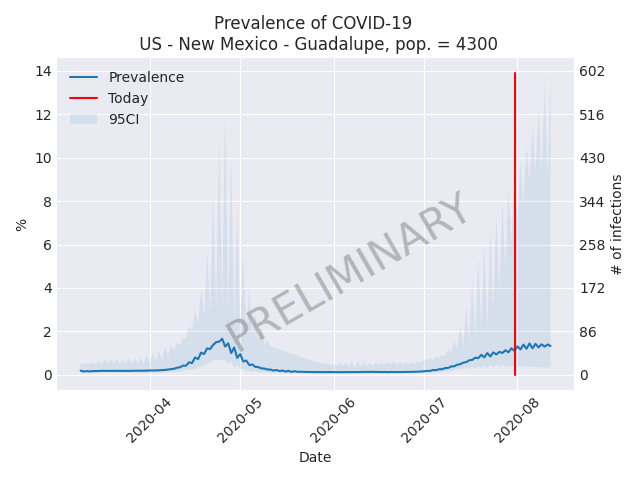 Prevalence of COVID-19
US - New Mexico - Guadalupe, pop. = 4300
Prevalence
Today
95CI
14
12
10
8
6
4
2
0
%
602
516
430
344
258
172
86
0
# of infections
PRELIMINARY
2020-04
2020-05
2020-06
2020-07
2020-08
Date